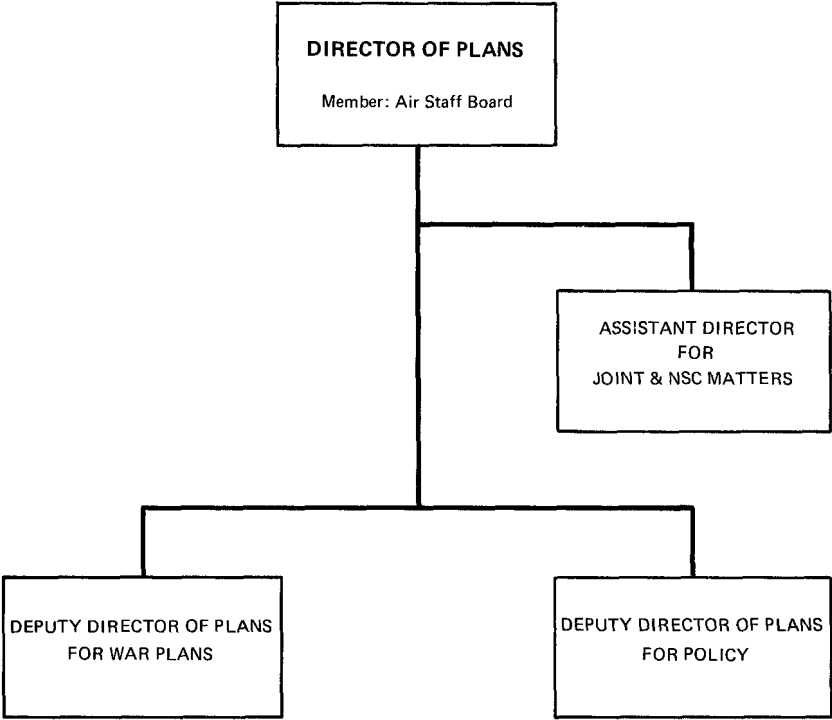 DIRECTOR OF PLANS
Member: Air Staff Board
ASSISTANT DIRECTOR
FOR
JOINT & NSC MATTERS
DEPUTY DIRECTOR OF PLANS
FOR WAR PLANS
DEPUTY DIRECTOR OF PLANS
FOR POLICY